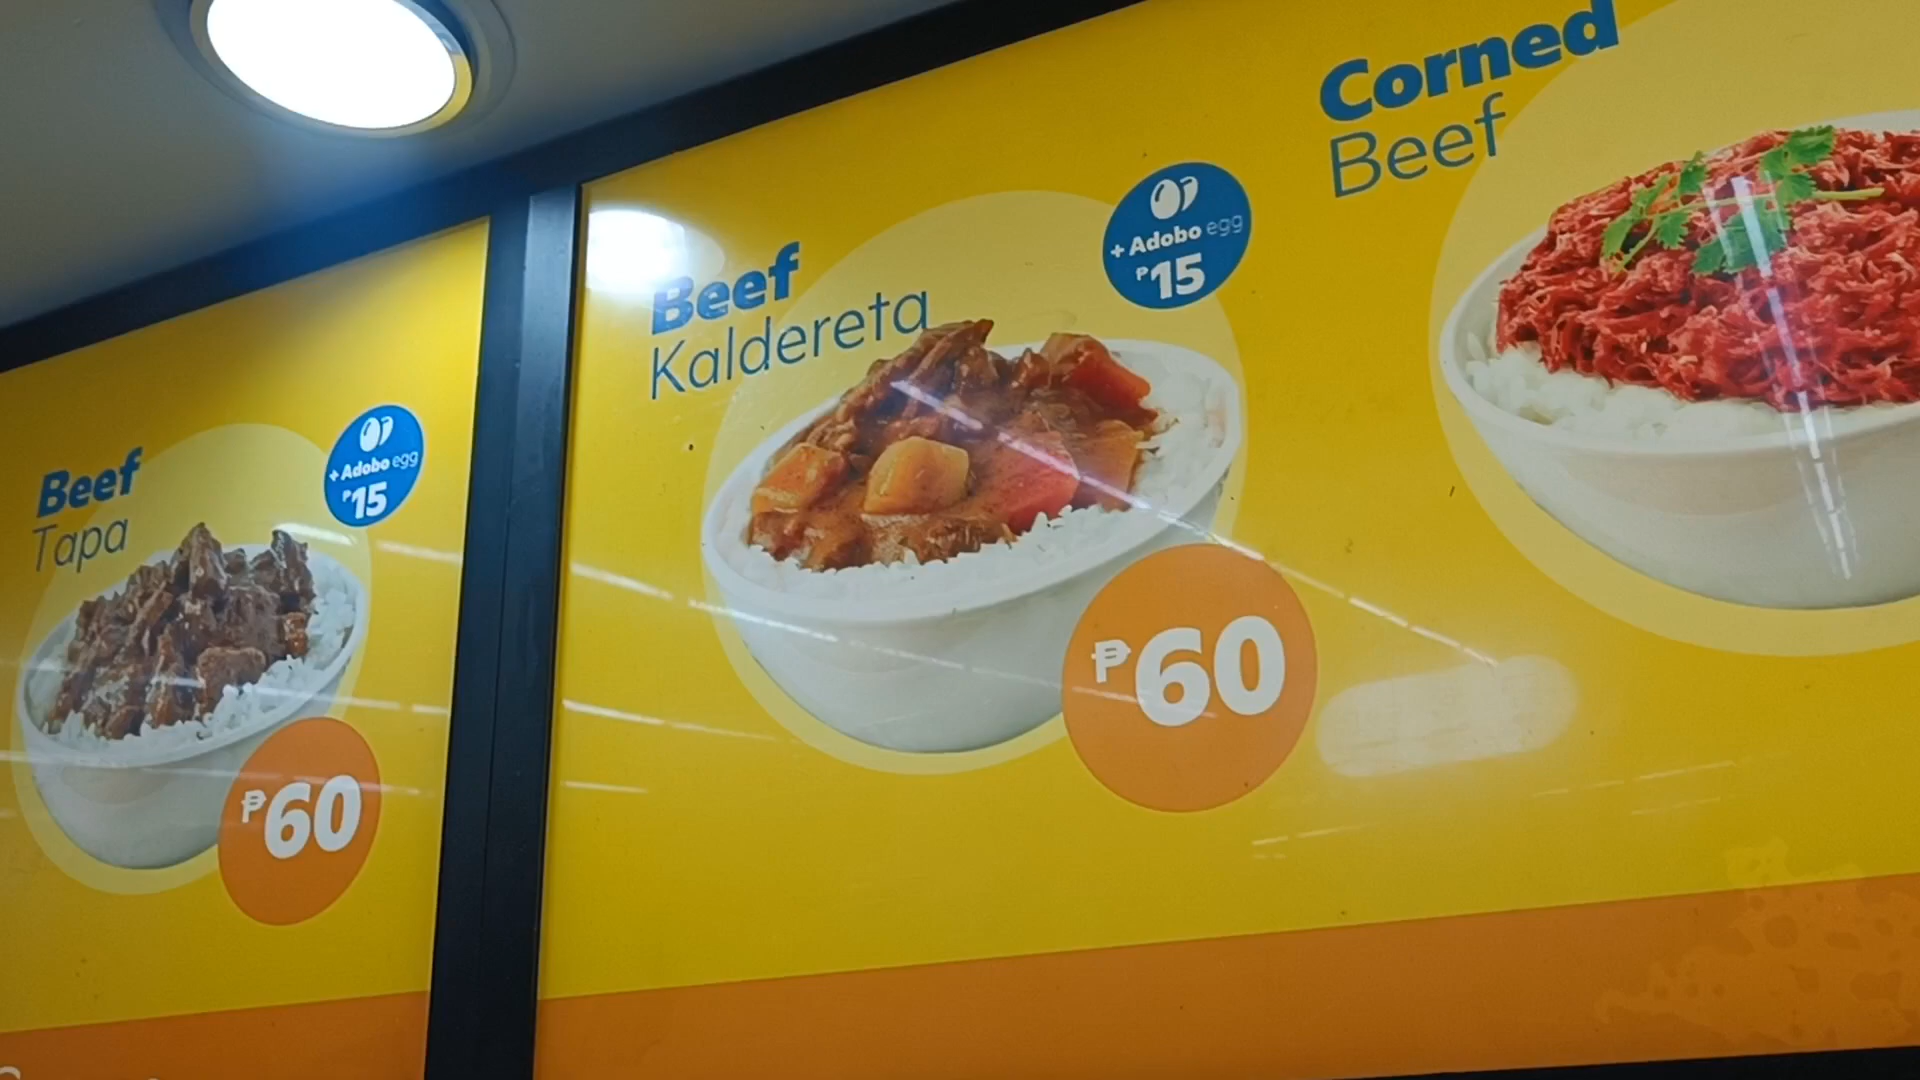 Beef
Tapa
+ Adobo egg
₱15
₱60
Beef
Kaldereta
+ Adobo egg
₱15
₱60
Corned
Beef